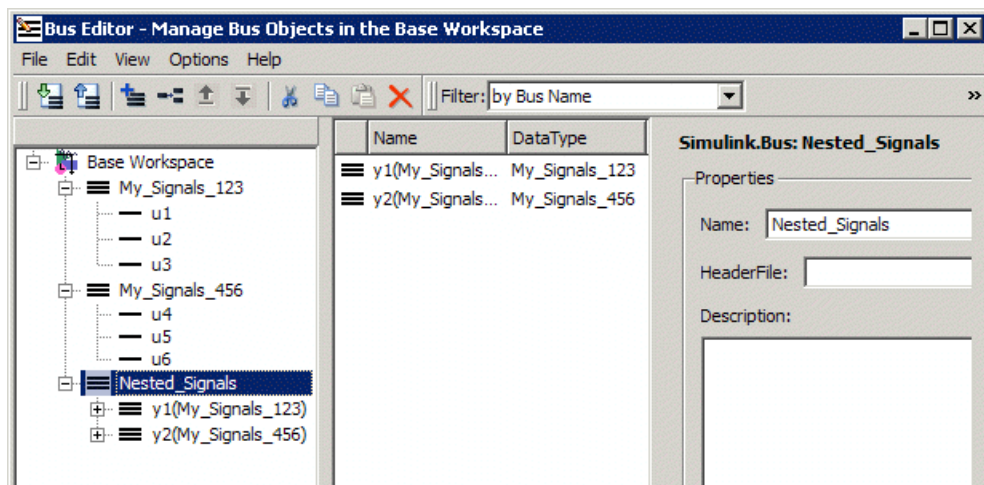 Bus Editor - Manage Bus Objects in the Base Workspace
File Edit View Options Help
Filter: by Bus Name »
Base Workspace
My_Signals_123
u1
u2
u3
My_Signals_456
u4
u5
u6
Nested_Signals
y1(My_Signals_123)
y2(My_Signals_456)
Name DataType
y1(My_Signals... My_Signals_123
y2(My_Signals... My_Signals_456
Simulink.Bus: Nested_Signals
Properties
Name: Nested_Signals
HeaderFile:
Description: